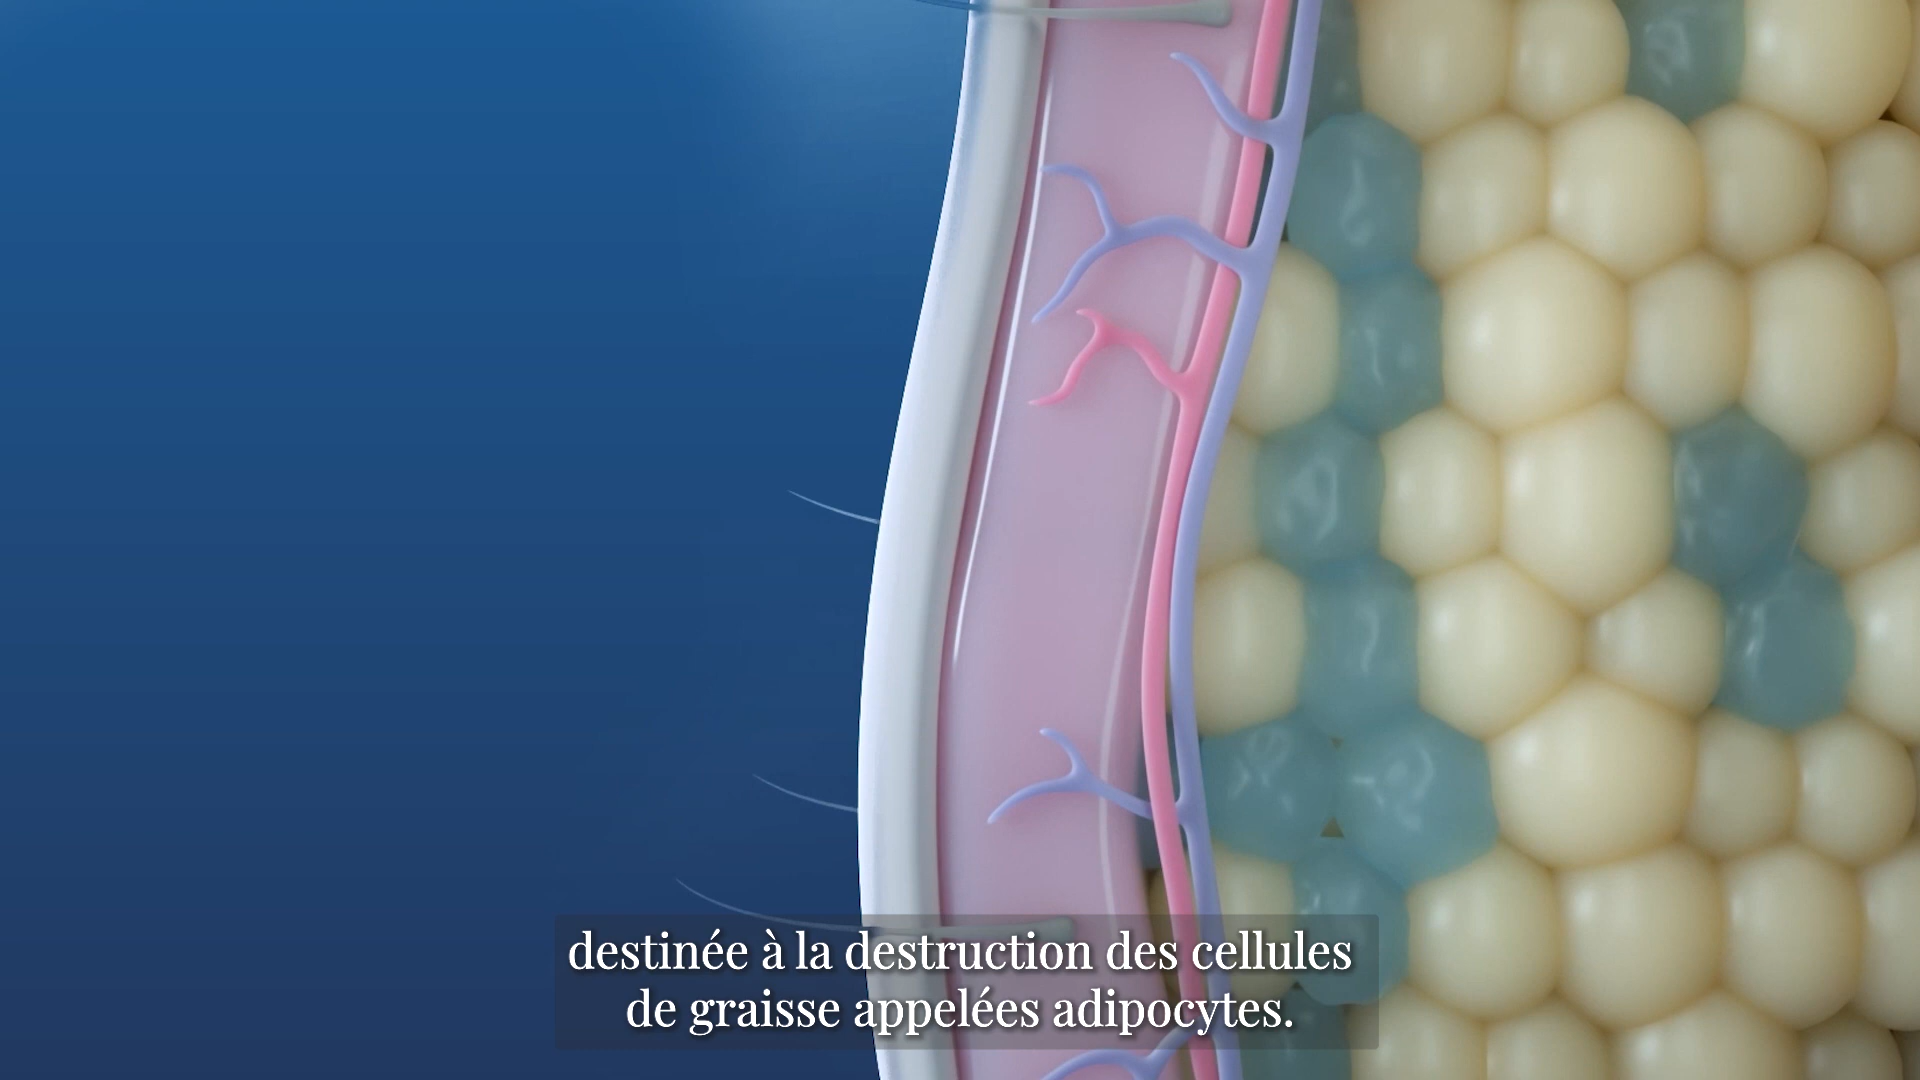 destinée à la destruction des cellules
de graisse appelées adipocytes.